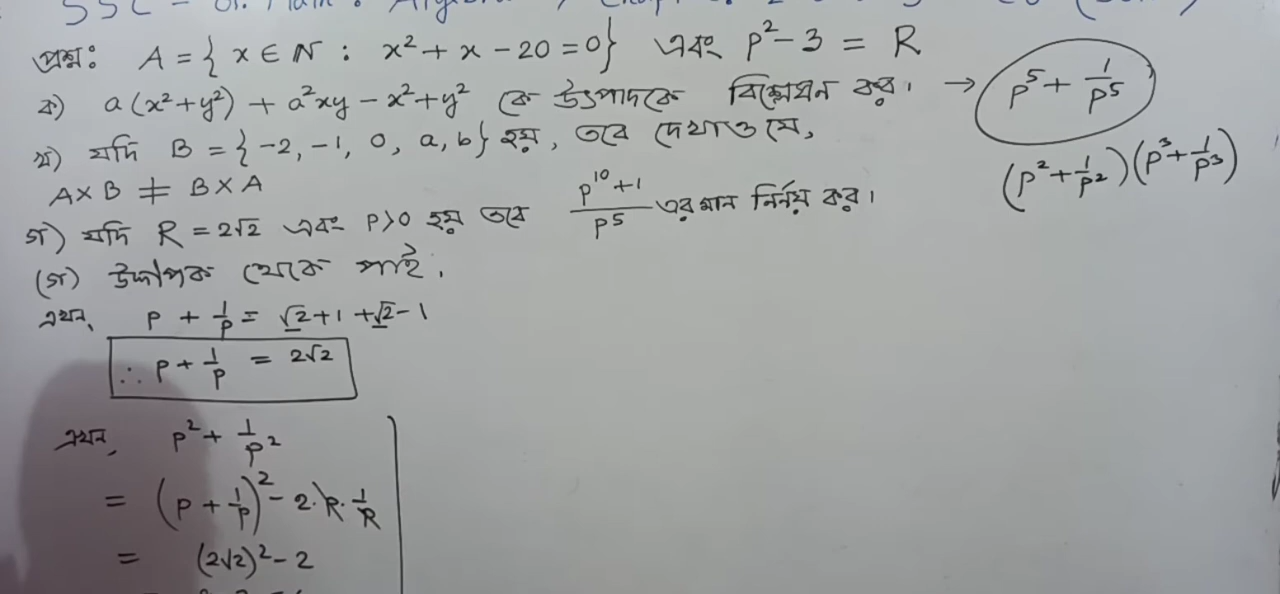 প্রশ্নঃ A = { x ∈ N : x² + x - 20 = 0 } এবং p² - 3 = R
ক) a(x² + y²) + a²xy - x² + y² কে উৎপাদকে বিশ্লেষন কর। → p⁵ + 1/p⁵
খ) যদি B = { -2, -1, 0, a, b } হয়, তবে দেখাও যে,
A × B ≠ B × A
(p² + 1/p²)(p³ + 1/p³)
গ) যদি R = 2√2 এবং P > 0 হয় তবে (p¹⁰ + 1)/p⁵ এর মান নির্নয় কর।
(গ) উদ্দীপক থেকে পাই,
এখন, P + 1/P = √2 + 1 + √2 - 1
∴ P + 1/P = 2√2
এখন, p² + 1/p²
= (P + 1/P)² - 2·P·1/P
= (2√2)² - 2